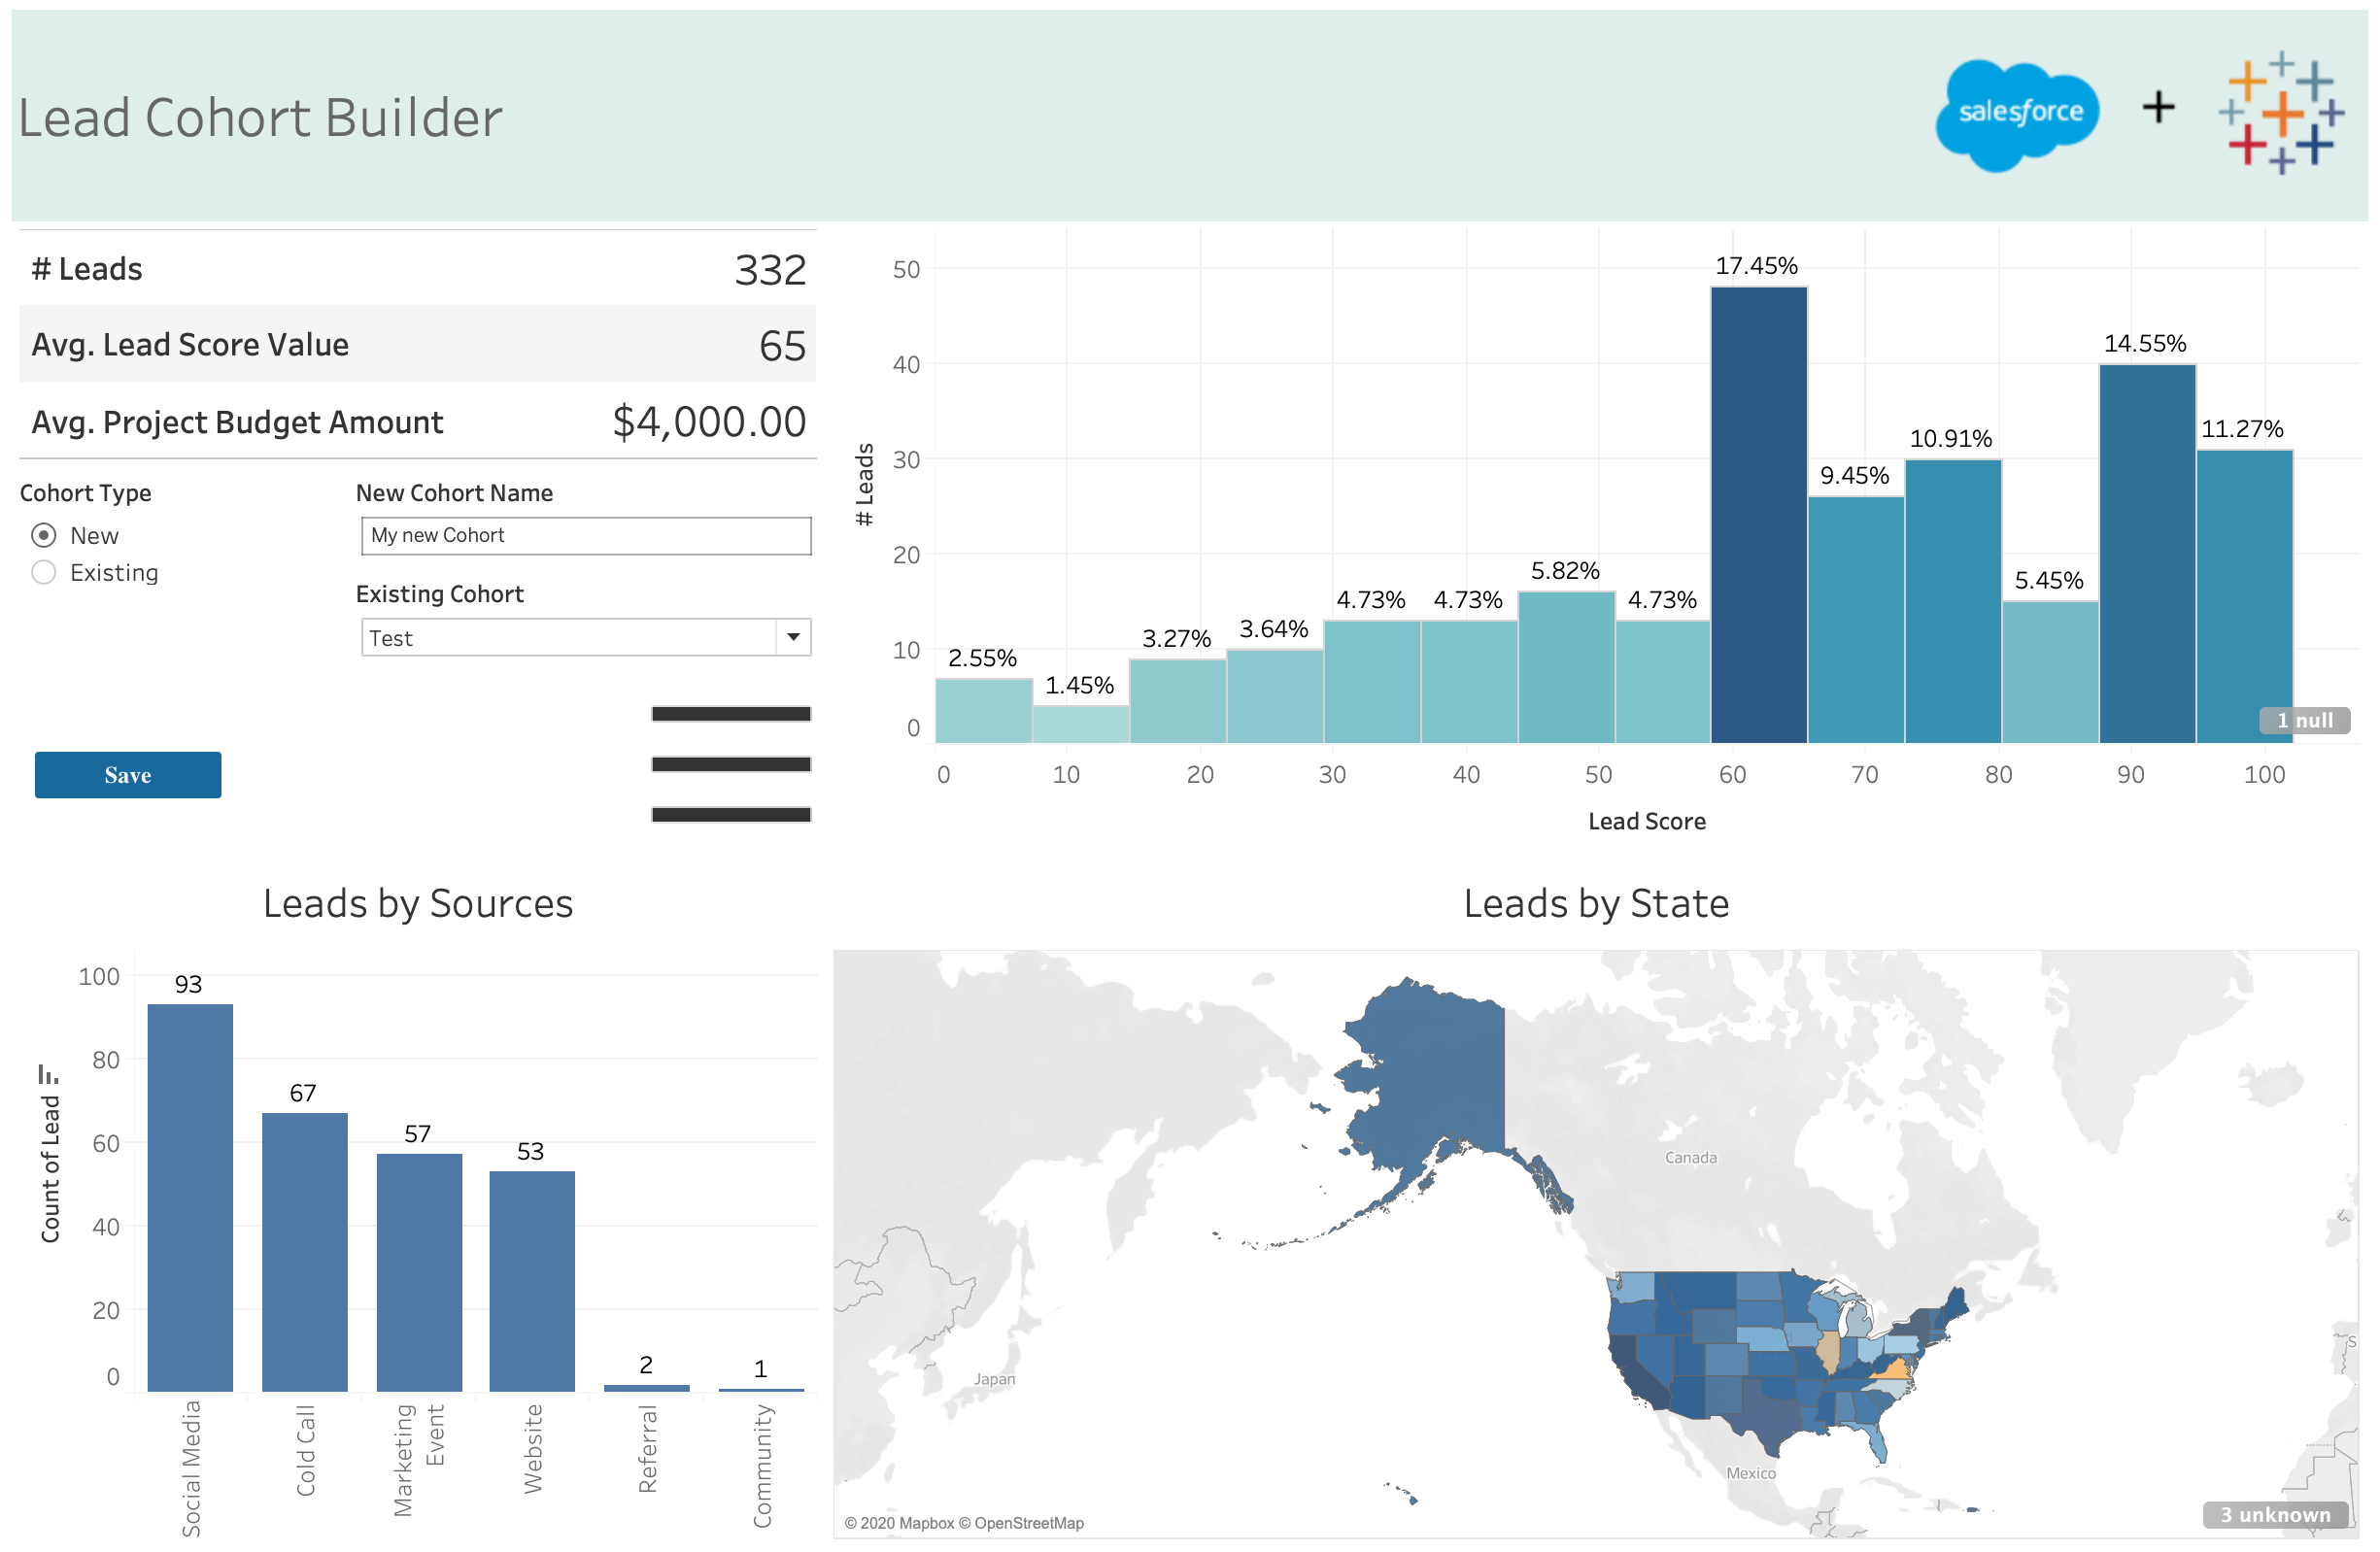 Lead Cohort Builder
salesforce
+
# Leads 332
Avg. Lead Score Value 65
Avg. Project Budget Amount $4,000.00
Cohort Type
New
Existing
New Cohort Name
My new Cohort
Existing Cohort
Test
Save
# Leads
50
40
30
20
10
0
2.55%
1.45%
3.27%
3.64%
4.73%
4.73%
5.82%
4.73%
17.45%
9.45%
10.91%
5.45%
14.55%
11.27%
1 null
0 10 20 30 40 50 60 70 80 90 100
Lead Score
Leads by Sources
Count of Lead
100
80
60
40
20
0
93
67
57
53
2
1
Social Media
Cold Call
Marketing
Event
Website
Referral
Community
Leads by State
Canada
Japan
Mexico
S
© 2020 Mapbox © OpenStreetMap
3 unknown